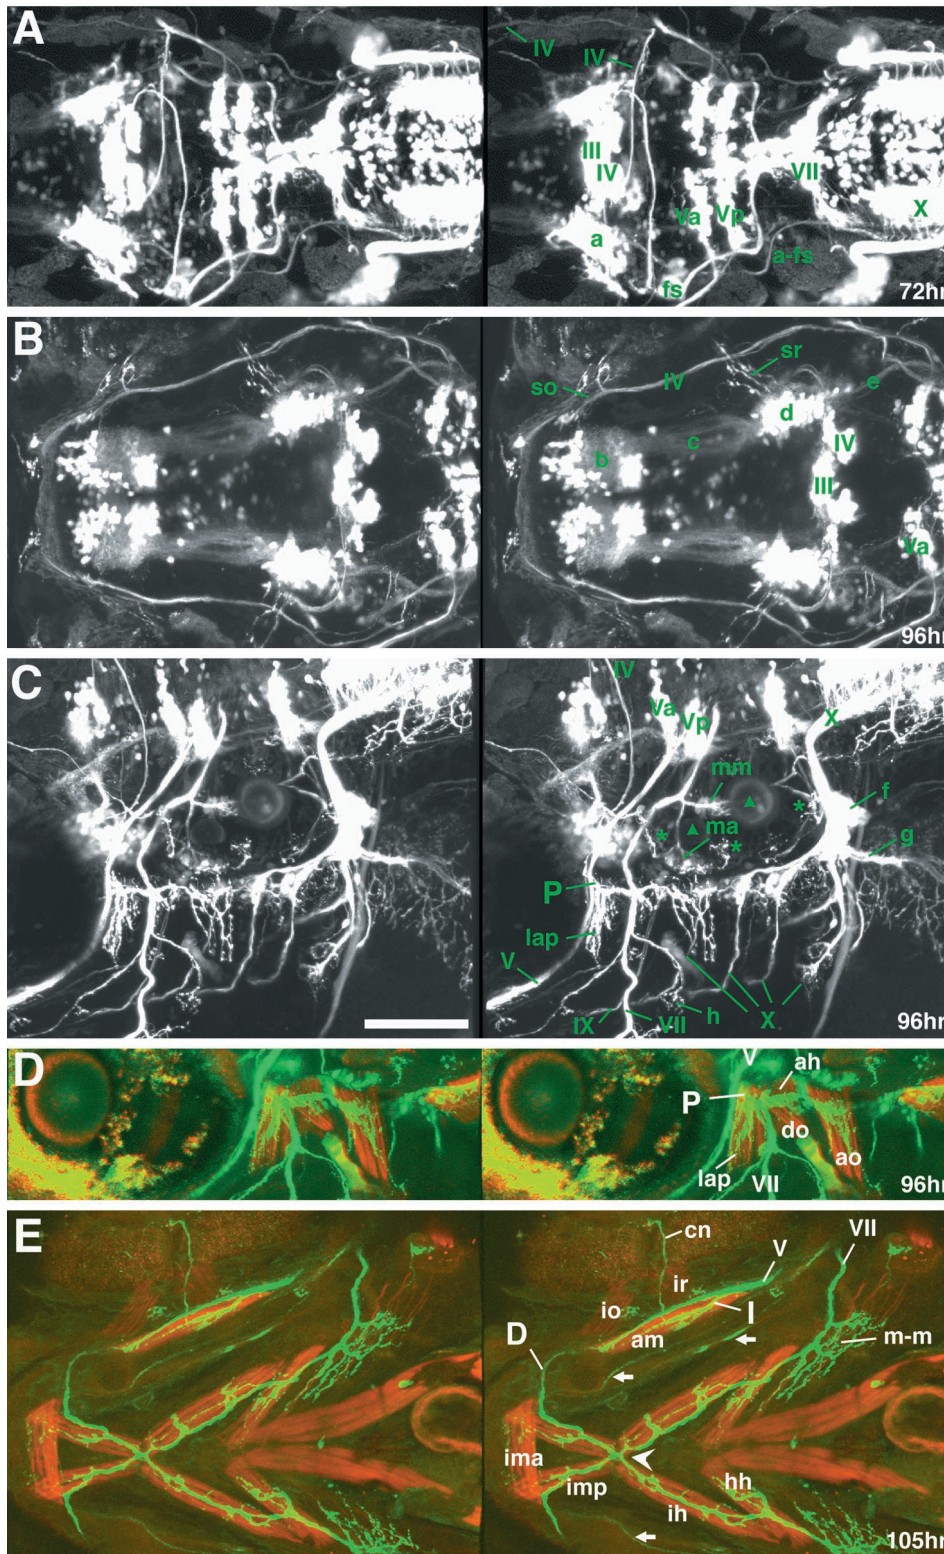 A
IV
IV
III
IV
VII
Va
Vp
X
a
a-fs
fs
72hr
B
sr
so
IV
e
d
c
IV
b
III
Va
96hr
C
IV
Va
Vp
X
mm
f
*
*
ma
*
g
P
lap
V
IX
VII
h
X
96hr
D
V
ah
P
do
ao
lap
VII
96hr
E
cn
VII
V
ir
io
l
D
am
m-m
ima
imp
hh
ih
105hr